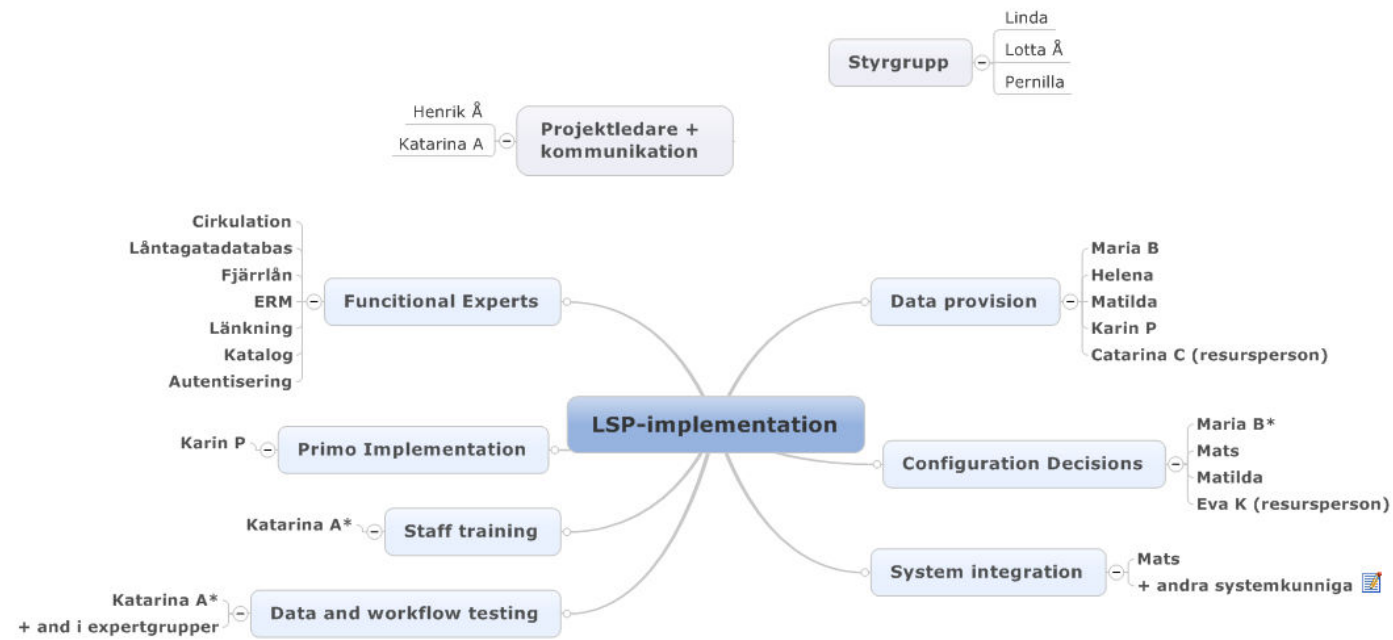 Styrgrupp
Linda
Lotta Å
Pernilla
Projektledare +
kommunikation
Henrik Å
Katarina A
LSP-implementation
Funcitional Experts
Cirkulation
Låntagatadatabas
Fjärrlån
ERM
Länkning
Katalog
Autentisering
Primo Implementation
Karin P
Staff training
Katarina A*
Data and workflow testing
Katarina A*
+ and i expertgrupper
Data provision
Maria B
Helena
Matilda
Karin P
Catarina C (resursperson)
Configuration Decisions
Maria B*
Mats
Matilda
Eva K (resursperson)
System integration
Mats
+ andra systemkunniga